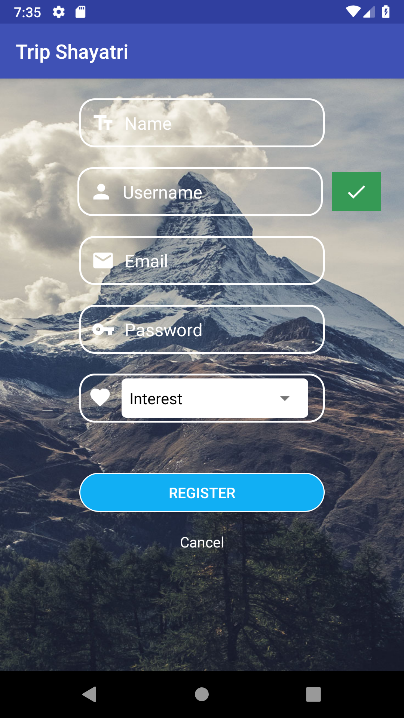 7:35
Trip Shayatri
Name
Username
Email
Password
Interest
REGISTER
Cancel